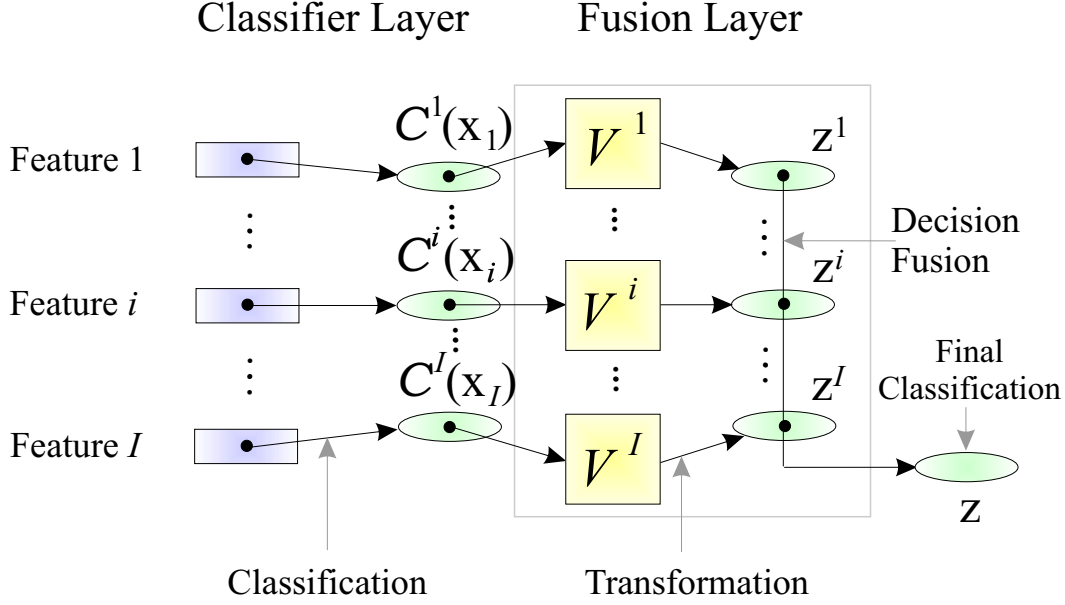 Classifier Layer
Fusion Layer
Feature 1
C¹(x₁)
V¹
z¹
Decision
Fusion
Feature i
Cⁱ(xᵢ)
Vⁱ
zⁱ
Final
Classification
Feature I
Cᴵ(x_I)
Vᴵ
zᴵ
z
Classification
Transformation